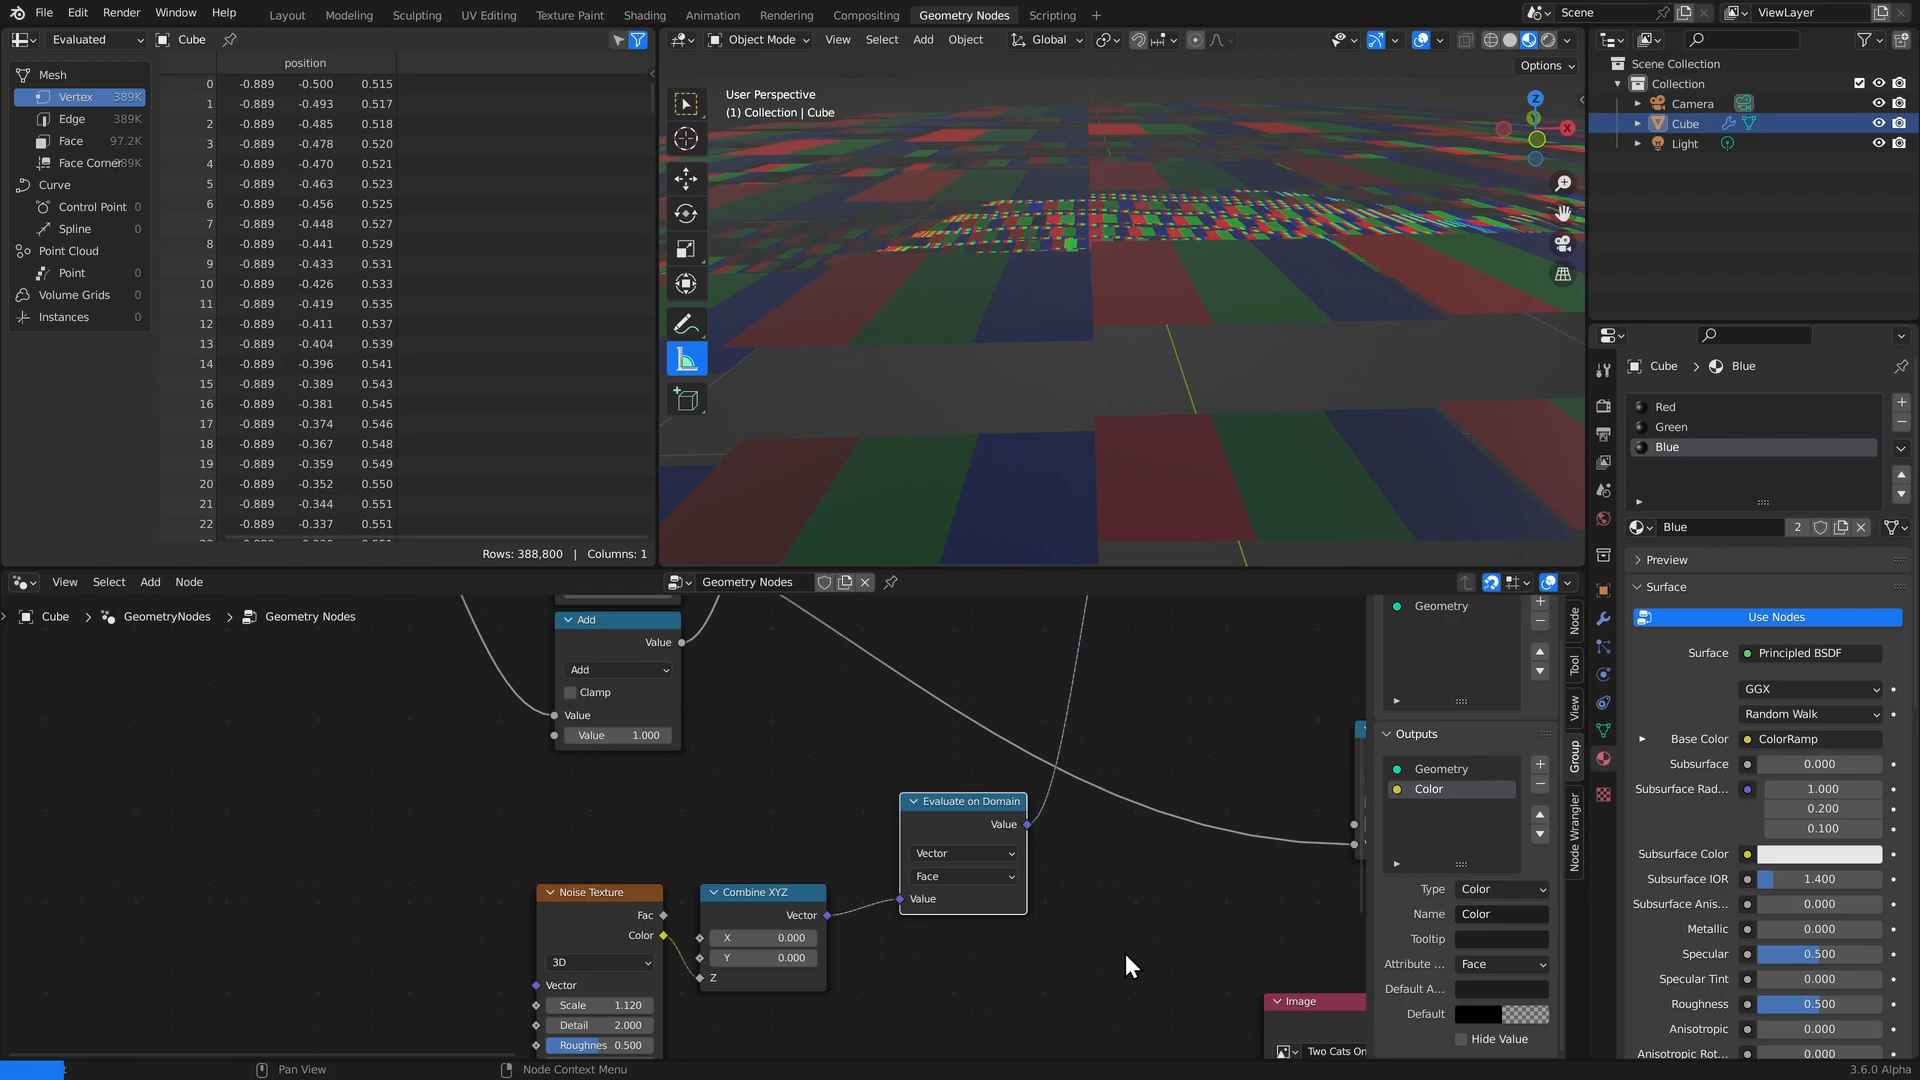 File Edit Render Window Help Layout Modeling Sculpting UV Editing Texture Paint Shading Animation Rendering Compositing Geometry Nodes Scripting + Scene ViewLayer
Evaluated Cube
Object Mode View Select Add Object Global
Options
position
Mesh
Vertex 389K
Edge 389K
Face 97.2K
Face Corner
Curve
Control Point 0
Spline 0
Point Cloud
Point 0
Volume Grids 0
Instances 0
0 -0.889 -0.500 0.515
1 -0.889 -0.493 0.517
2 -0.889 -0.485 0.518
3 -0.889 -0.478 0.520
4 -0.889 -0.470 0.521
5 -0.889 -0.463 0.523
6 -0.889 -0.456 0.525
7 -0.889 -0.448 0.527
8 -0.889 -0.441 0.529
9 -0.889 -0.433 0.531
10 -0.889 -0.426 0.533
11 -0.889 -0.419 0.535
12 -0.889 -0.411 0.537
13 -0.889 -0.404 0.539
14 -0.889 -0.396 0.541
15 -0.889 -0.389 0.543
16 -0.889 -0.381 0.545
17 -0.889 -0.374 0.546
18 -0.889 -0.367 0.548
19 -0.889 -0.359 0.549
20 -0.889 -0.352 0.550
21 -0.889 -0.344 0.551
22 -0.889 -0.337 0.551
Rows: 388,800 | Columns: 1
User Perspective
(1) Collection | Cube
Z
X
Scene Collection
Collection
Camera
Cube
Light
Cube > Blue
Red
Green
Blue
Blue 2
Preview
Surface
Use Nodes
Surface Principled BSDF
GGX
Random Walk
Base Color ColorRamp
Subsurface 0.000
Subsurface Rad... 1.000
0.200
0.100
Subsurface Color
Subsurface IOR 1.400
Subsurface Anis... 0.000
Metallic 0.000
Specular 0.500
Specular Tint 0.000
Roughness 0.500
Anisotropic 0.000
Anisotropic Rot... 0.000
View Select Add Node
Geometry Nodes
Cube > GeometryNodes > Geometry Nodes
Add
Value
Add
Clamp
Value
Value 1.000
Evaluate on Domain
Value
Vector
Face
Value
Noise Texture
Fac
Color
3D
Vector
Scale 1.120
Detail 2.000
Roughnes 0.500
Combine XYZ
Vector
X 0.000
Y 0.000
Z
Image
Two Cats On
Geometry
Outputs
Geometry
Color
Type Color
Name Color
Tooltip
Attribute ... Face
Default A...
Default
Hide Value
Node
Tool
View
Group
Node Wrangler
Pan View
Node Context Menu
3.6.0 Alpha